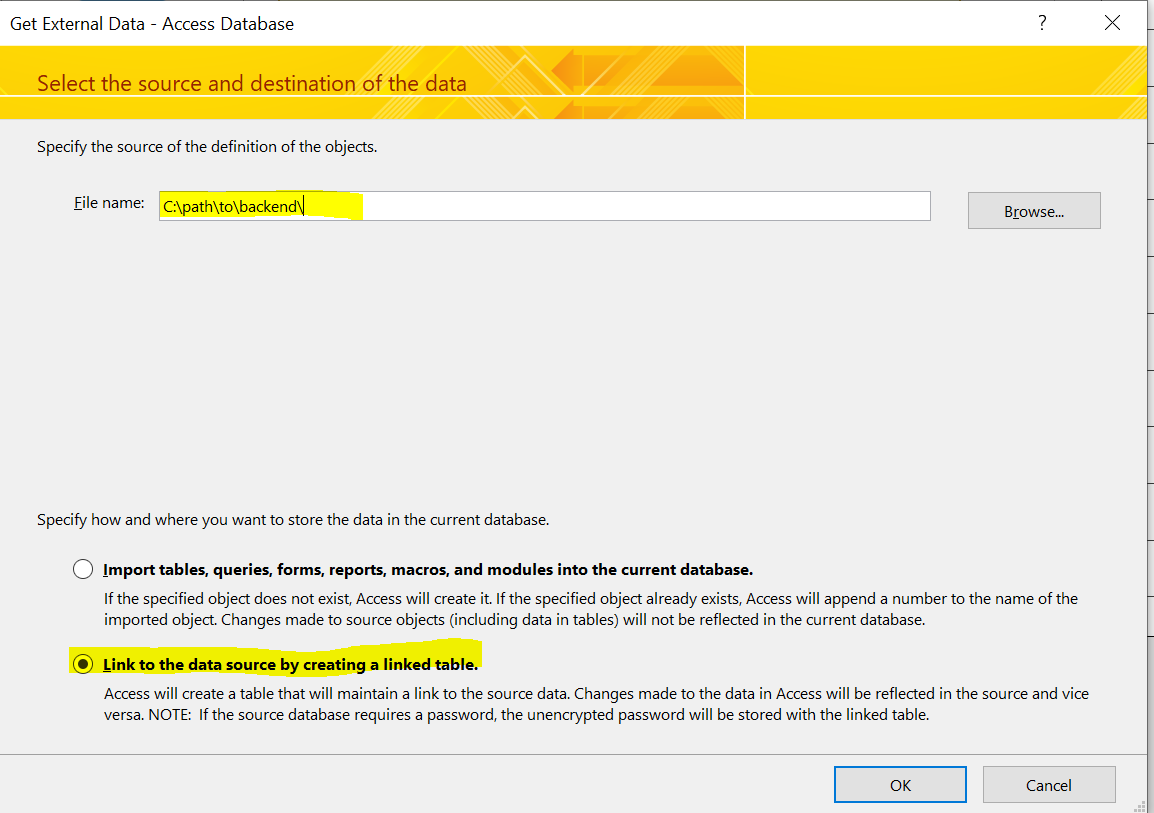 Get External Data - Access Database
?
Select the source and destination of the data
Specify the source of the definition of the objects.
File name:
C:\path\to\backend\
Browse...
Specify how and where you want to store the data in the current database.
Import tables, queries, forms, reports, macros, and modules into the current database.
If the specified object does not exist, Access will create it. If the specified object already exists, Access will append a number to the name of the
imported object. Changes made to source objects (including data in tables) will not be reflected in the current database.
Link to the data source by creating a linked table.
Access will create a table that will maintain a link to the source data. Changes made to the data in Access will be reflected in the source and vice
versa. NOTE:  If the source database requires a password, the unencrypted password will be stored with the linked table.
OK
Cancel